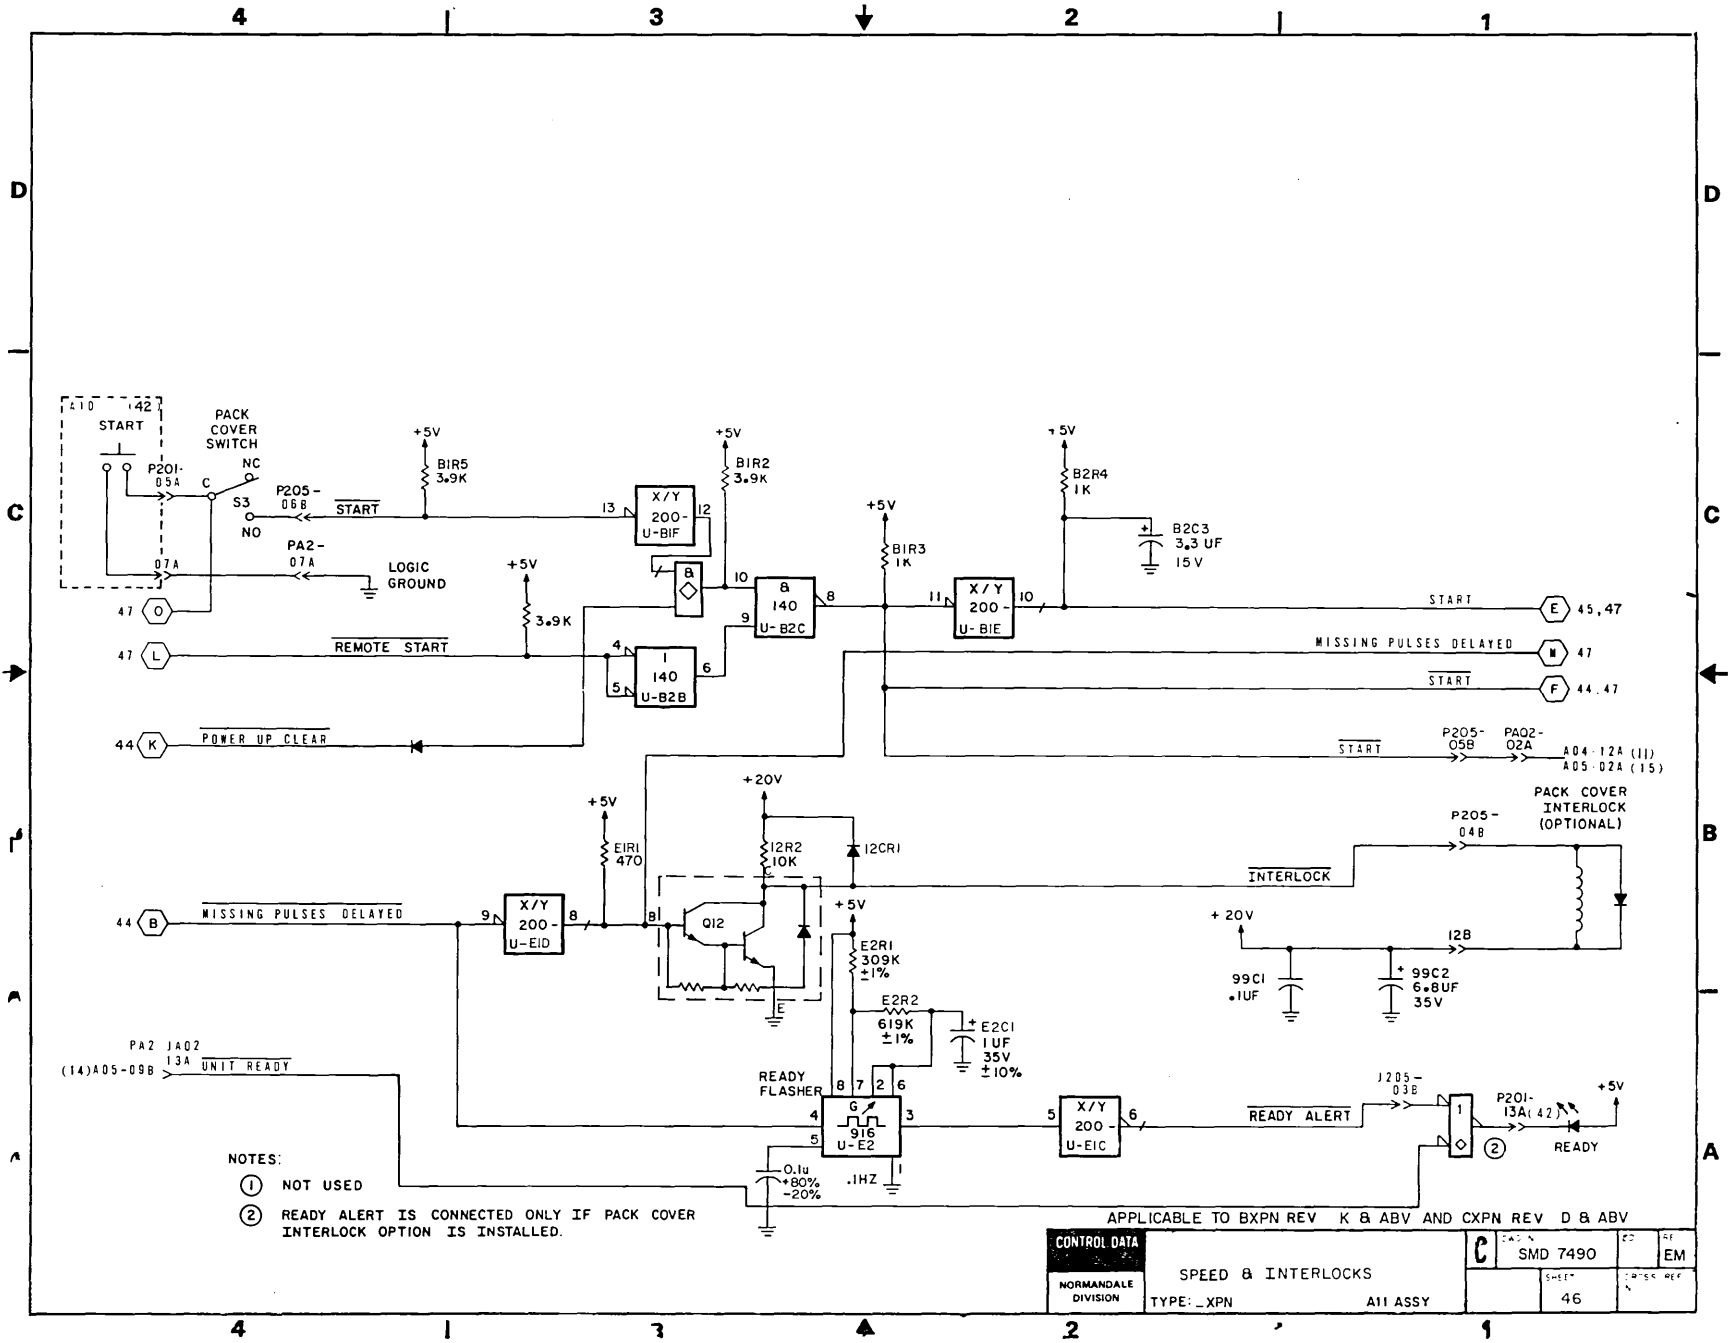 4 3 2 1
D D
A10 (42)
START
PACK
COVER
SWITCH
P201-
05A
C
NC
S3
NO
P205-
06B
START
+5V
B1R5
3.9K
13
X/Y
200-
U-B1F
12
+5V
B1R2
3.9K
+5V
B2R4
1K
+
B2C3
3.3 UF
15V
C C
07A
PA2-
07A
LOGIC
GROUND
+5V
3.9K
&
10
9
&
140
U-B2C
8
+5V
B1R3
1K
11
X/Y
200-
U-B1E
10
START
E 45,47
47 O
47 L
REMOTE START
4
5
1
140
U-B2B
6
MISSING PULSES DELAYED
M 47
START
F 44.47
44 K
POWER UP CLEAR
START
P205-
05B
PA02-
02A
A04-12A (11)
A05-02A (15)
PACK COVER
INTERLOCK
(OPTIONAL)
P205-
04B
B
+20V
12R2
10K
C
12CR1
+5V
E1R1
470
INTERLOCK
44 B
MISSING PULSES DELAYED
9
X/Y
200-
U-E1D
8
B
Q12
E
+5V
E2R1
309K
±1%
+20V
12B
99C1
.1UF
+
99C2
6.8UF
35V
E2R2
619K
±1%
+
E2C1
1UF
35V
±10%
PA2 JA02
(14)A05-09B 13A UNIT READY
READY
FLASHER
8 7 2 6
4
5
G
916
U-E2
3
1
.1HZ
0.1u
+80%
-20%
5
X/Y
200-
U-E1C
6
READY ALERT
J205-
03B
1
2
P201-
13A(42)
+5V
READY
A
NOTES:
1 NOT USED
2 READY ALERT IS CONNECTED ONLY IF PACK COVER
INTERLOCK OPTION IS INSTALLED.
APPLICABLE TO BXPN REV K & ABV AND CXPN REV D & ABV
CONTROL DATA
NORMANDALE
DIVISION
SPEED & INTERLOCKS
TYPE: _XPN A11 ASSY
C
SMD 7490
EM
SHEET
46
CROSS REF
4 3 2 1